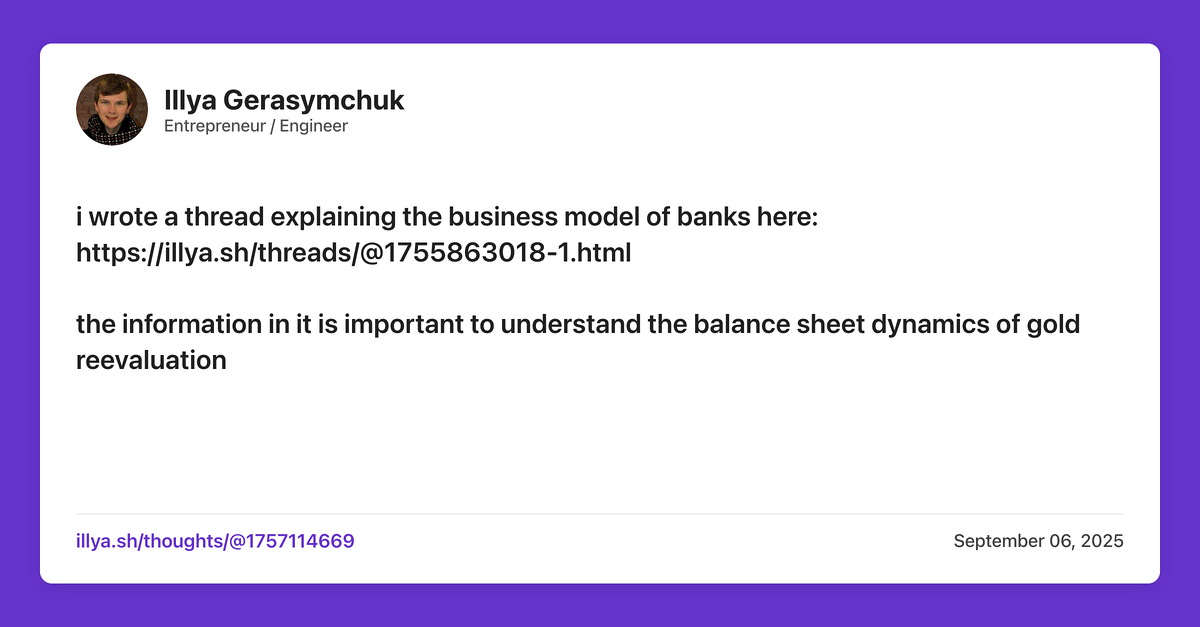 Illya Gerasymchuk
Entrepreneur / Engineer
i wrote a thread explaining the business model of banks here:
https://illya.sh/threads/@1755863018-1.html
the information in it is important to understand the balance sheet dynamics of gold
reevaluation
illya.sh/thoughts/@1757114669
September 06, 2025